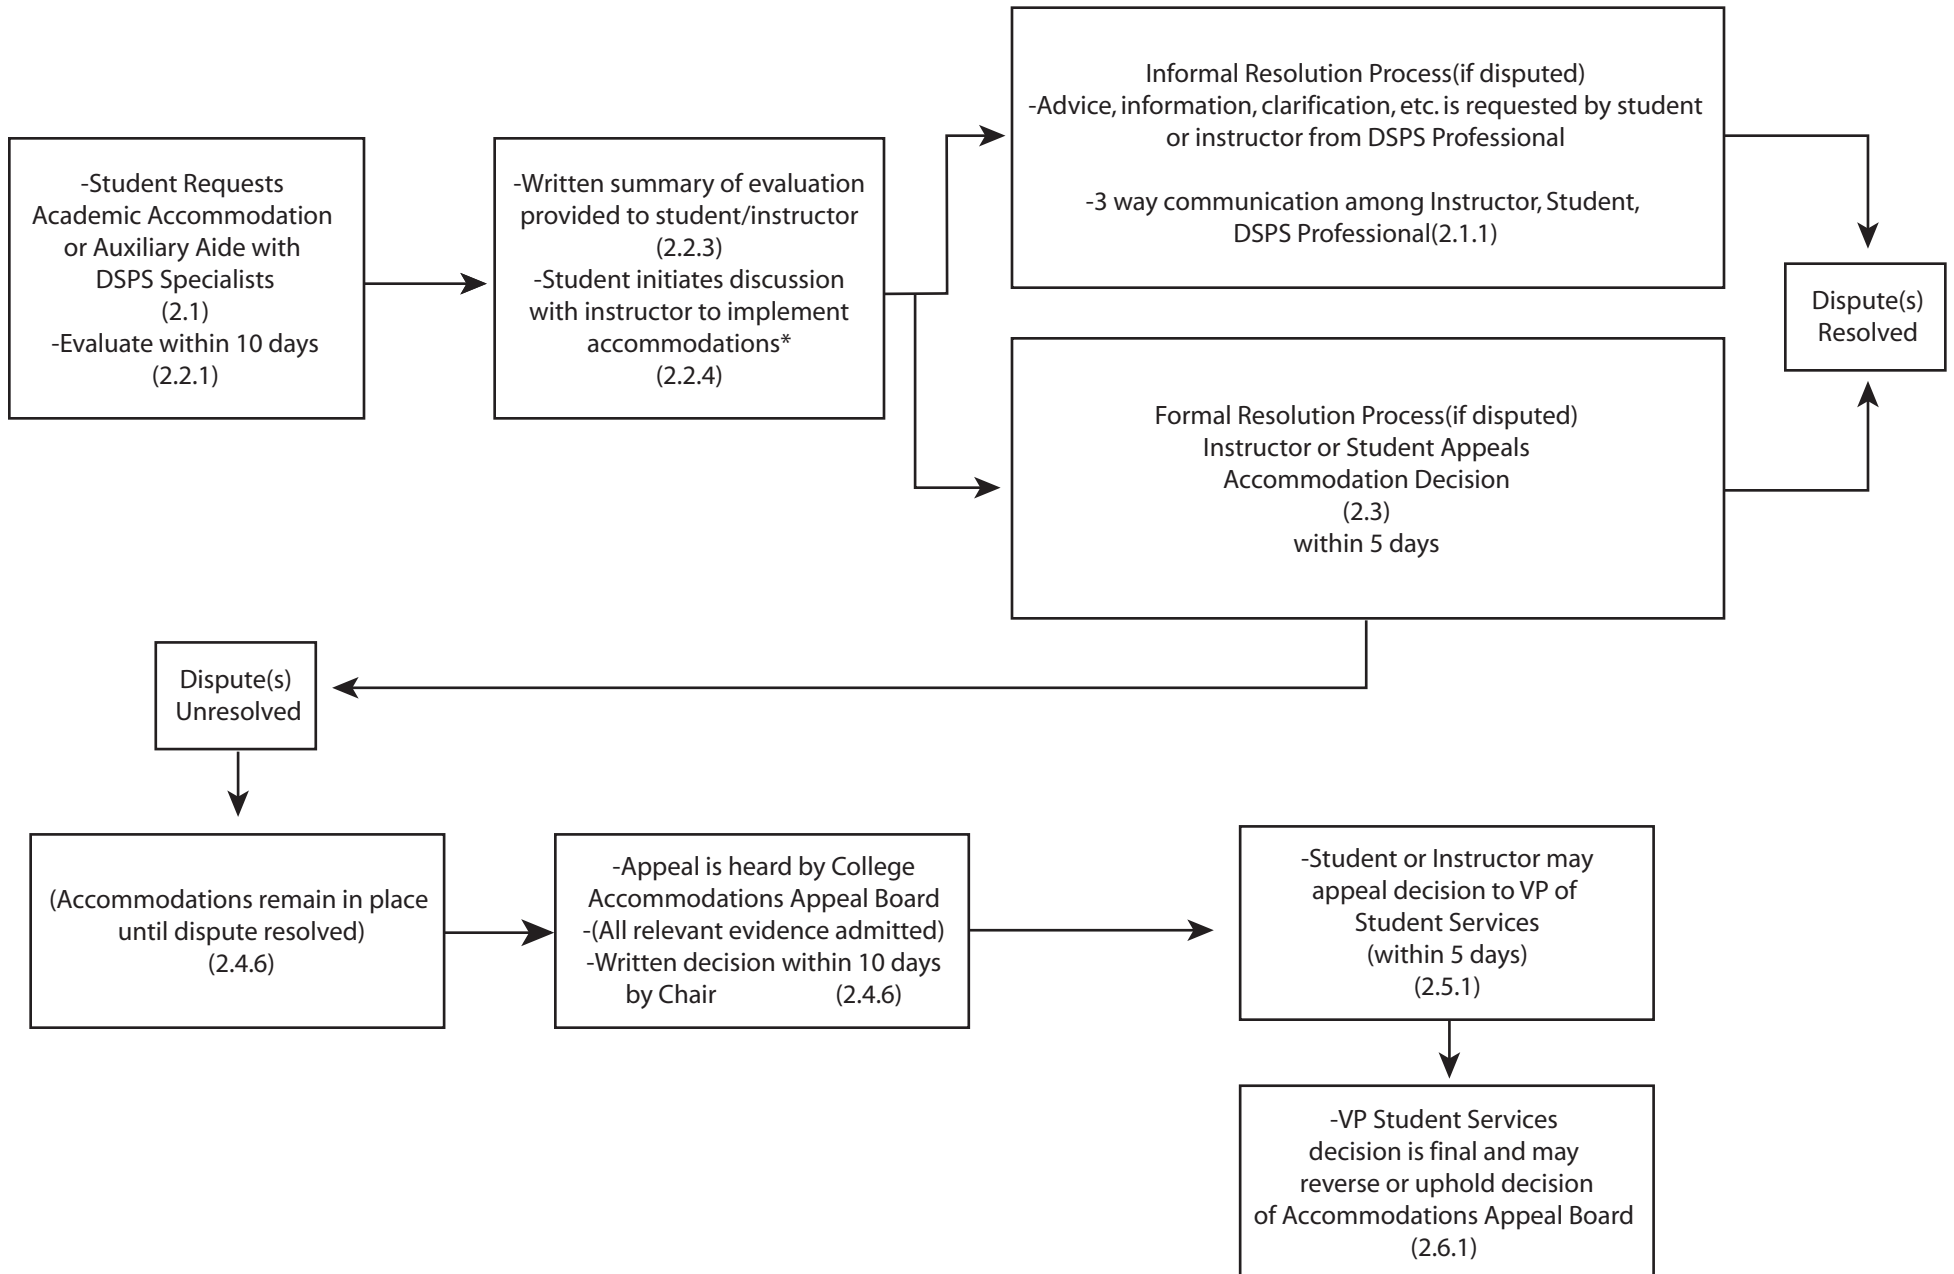 -Student Requests
Academic Accommodation
or Auxiliary Aide with
DSPS Specialists
(2.1)
-Evaluate within 10 days
(2.2.1)
-Written summary of evaluation
provided to student/instructor
(2.2.3)
-Student initiates discussion
with instructor to implement
accommodations*
(2.2.4)
Informal Resolution Process(if disputed)
-Advice, information, clarification, etc. is requested by student
or instructor from DSPS Professional
-3 way communication among Instructor, Student,
DSPS Professional(2.1.1)
Formal Resolution Process(if disputed)
Instructor or Student Appeals
Accommodation Decision
(2.3)
within 5 days
Dispute(s)
Resolved
Dispute(s)
Unresolved
(Accommodations remain in place
until dispute resolved)
(2.4.6)
-Appeal is heard by College
Accommodations Appeal Board
-(All relevant evidence admitted)
-Written decision within 10 days
by Chair (2.4.6)
-Student or Instructor may
appeal decision to VP of
Student Services
(within 5 days)
(2.5.1)
-VP Student Services
decision is final and may
reverse or uphold decision
of Accommodations Appeal Board
(2.6.1)